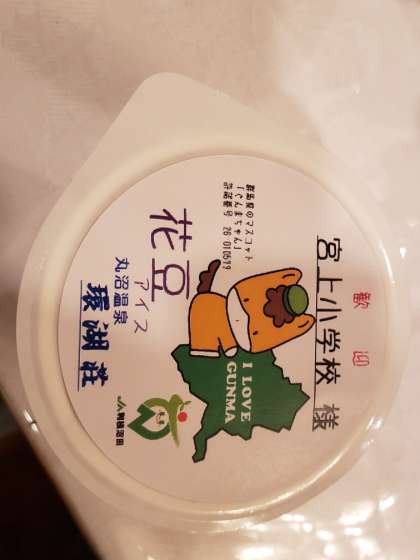 歓迎
宮上小学校 様
群馬県のマスコット
「ぐんまちゃん」
許諾番号 26-010519
花豆
アイス
丸沼温泉
環湖荘
I LOVE
GUNMA
JA利根沼田